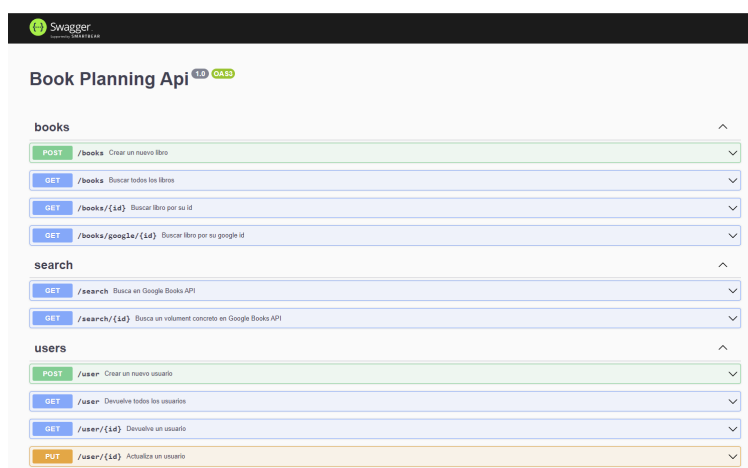 Swagger.
Supported by SMARTBEAR
Book Planning Api 1.0 OAS3
books
POST /books Crear un nuevo libro
GET /books Buscar todos los libros
GET /books/{id} Buscar libro por su id
GET /books/google/{id} Buscar libro por su google id
search
GET /search Busca en Google Books API
GET /search/{id} Busca un volument concreto en Google Books API
users
POST /user Crear un nuevo usuario
GET /user Devuelve todos los usuarios
GET /user/{id} Devuelve un usuario
PUT /user/{id} Actualiza un usuario